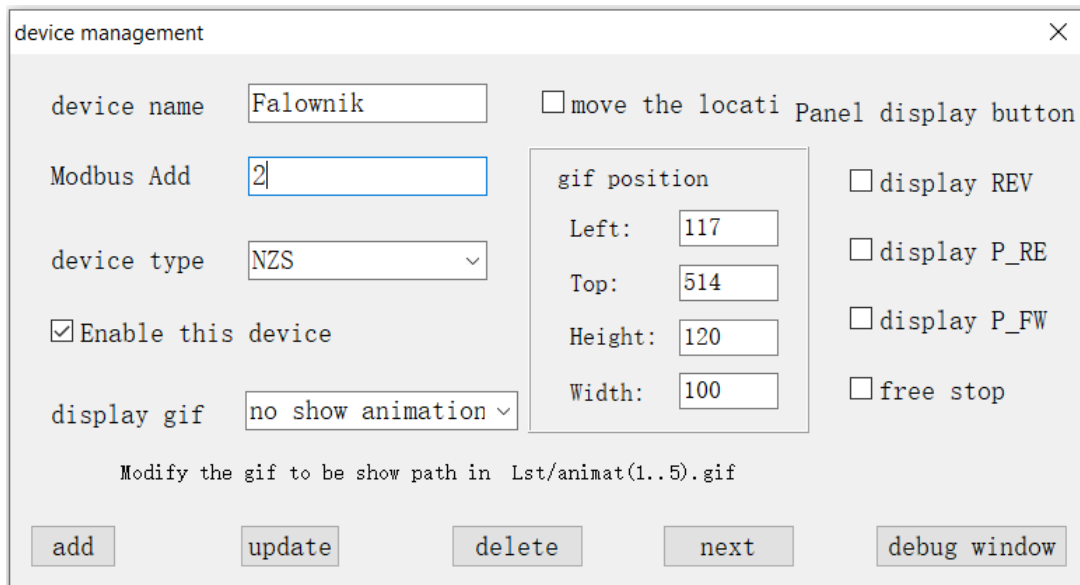 device management
device name Falownik move the locati Panel display button
Modbus Add 2
gif position display REV
Left: 117
device type NZS display P_RE
Top: 514
Enable this device Height: 120 display P_FW
Width: 100 free stop
display gif no show animation
Modify the gif to be show path in Lst/animat(1..5).gif
add update delete next debug window